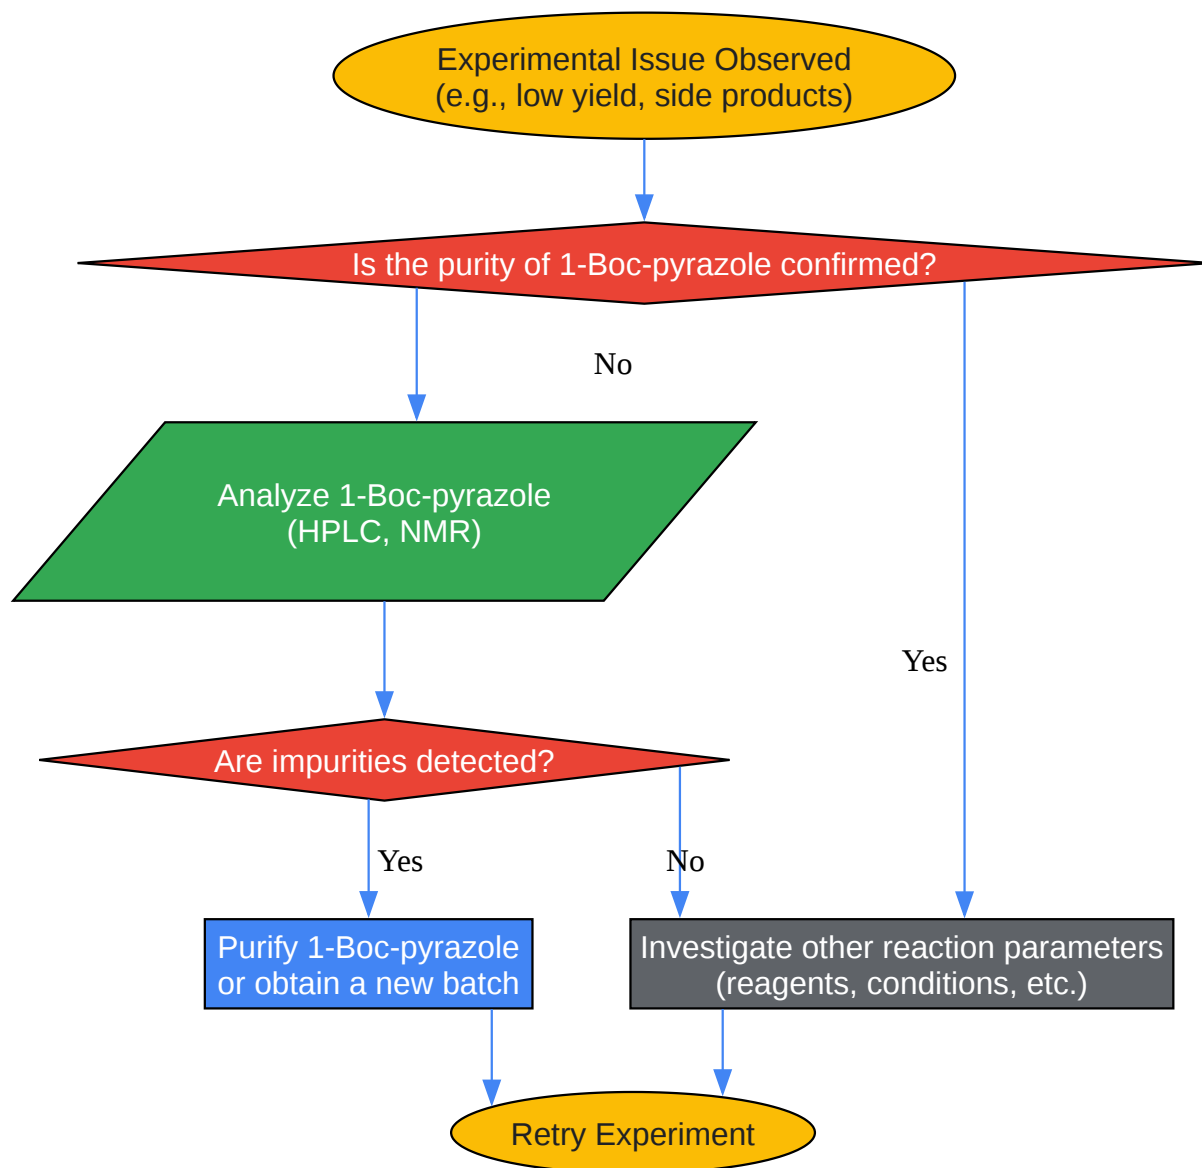 Experimental Issue Observed
(e.g., low yield, side products)
Is the purity of 1-Boc-pyrazole confirmed?
No
Analyze 1-Boc-pyrazole
(HPLC, NMR)
Yes
Are impurities detected?
Yes
No
Purify 1-Boc-pyrazole
or obtain a new batch
Investigate other reaction parameters
(reagents, conditions, etc.)
Retry Experiment